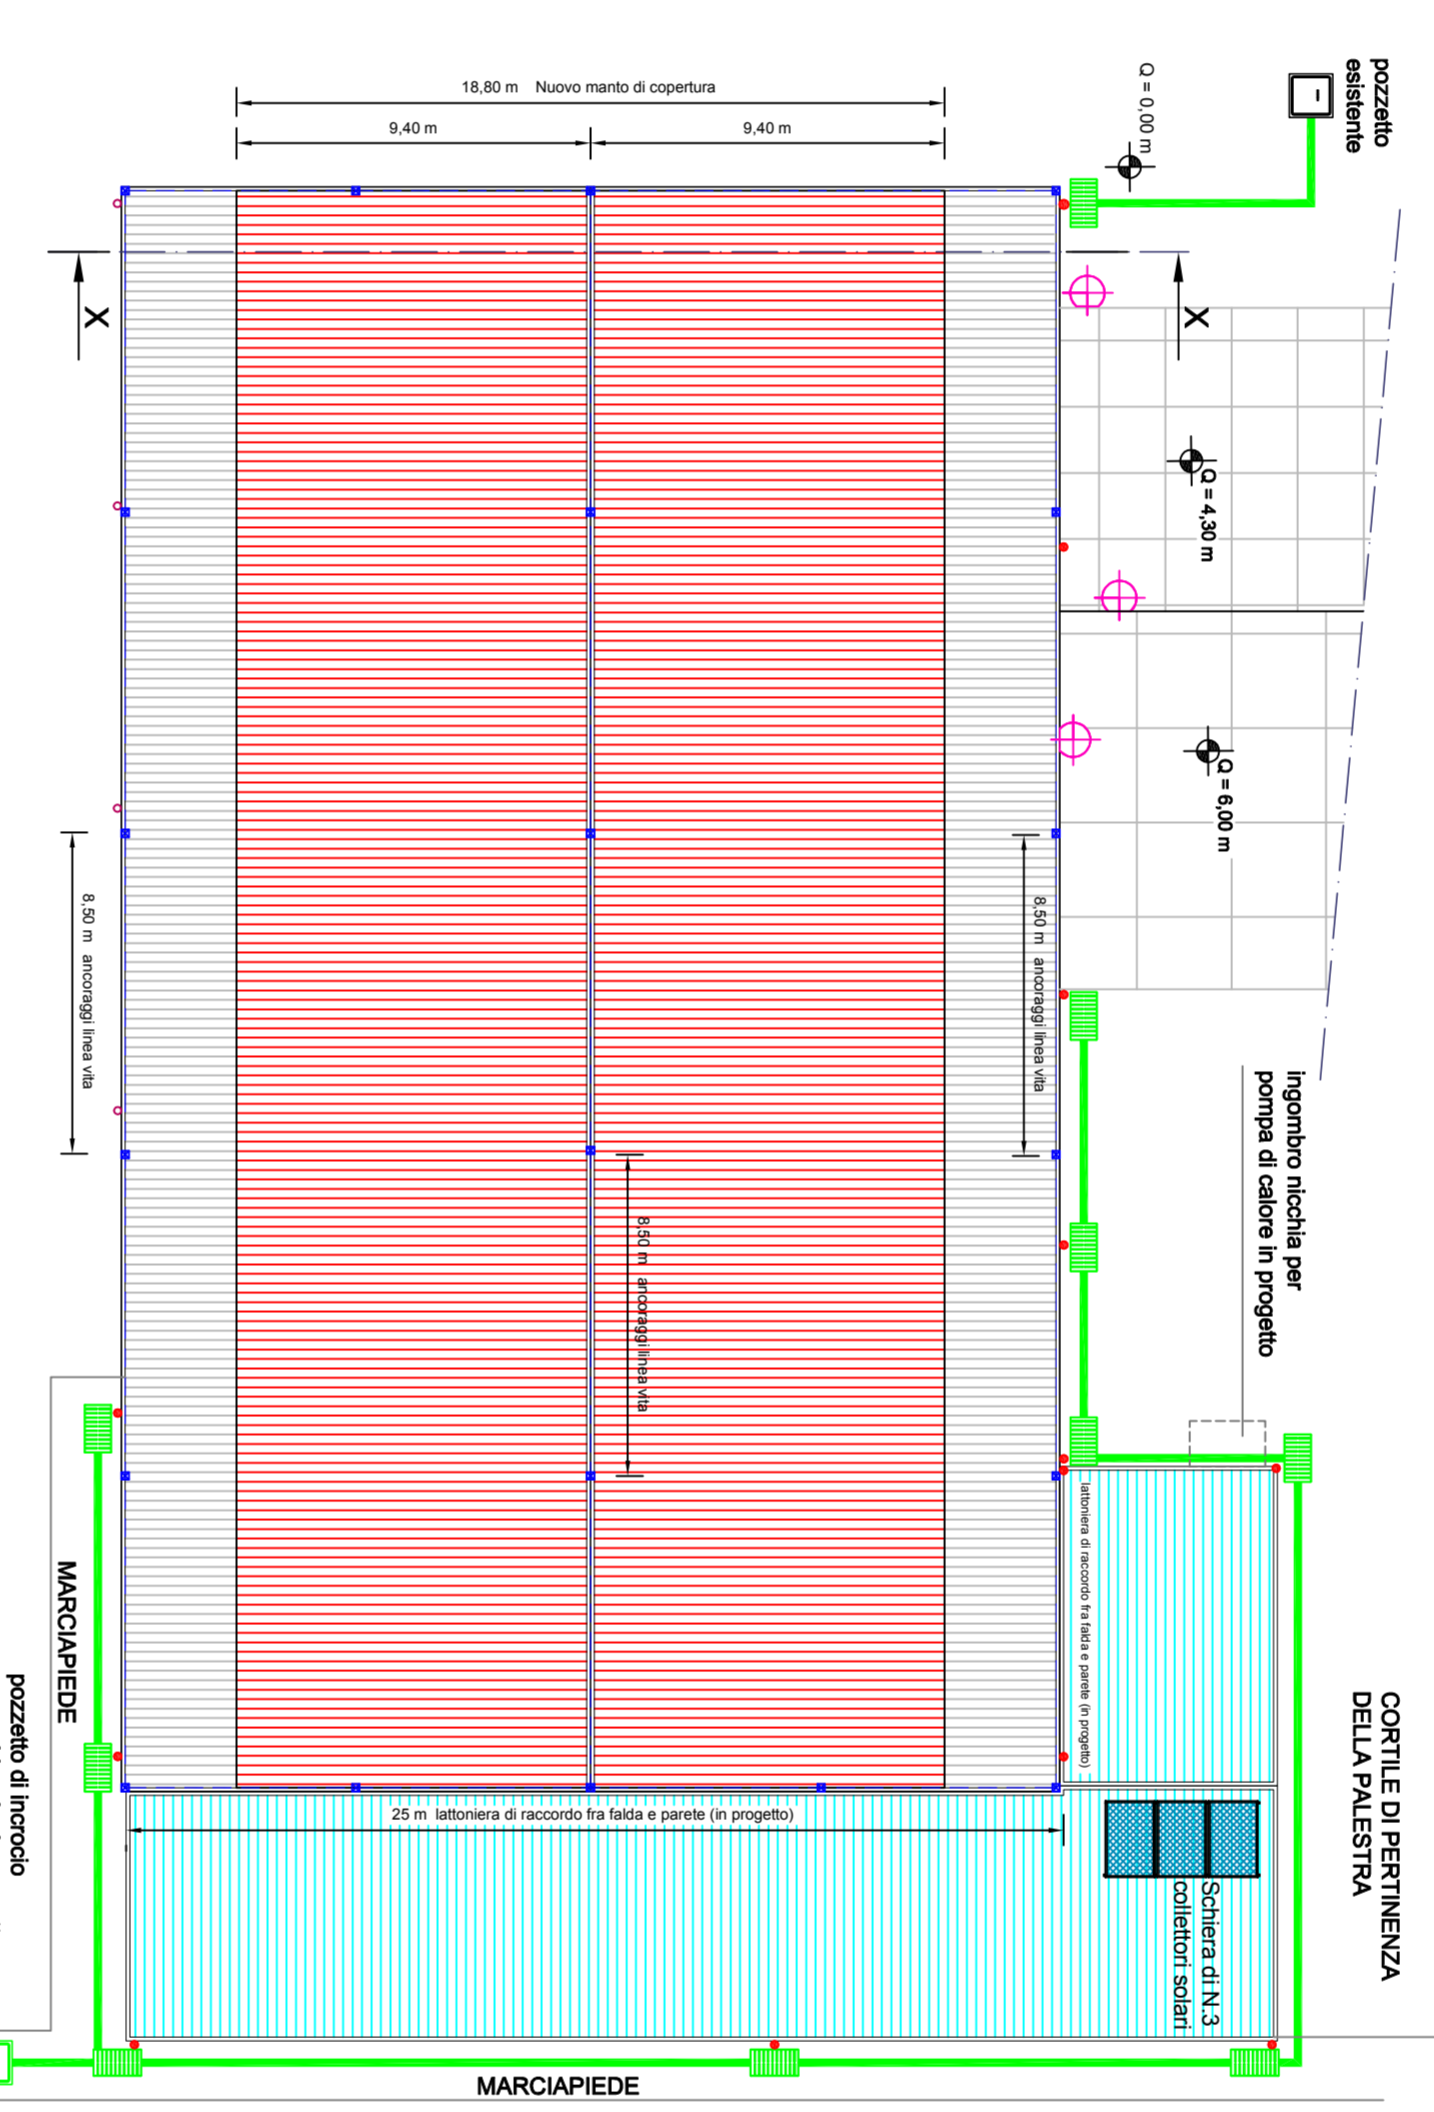 pozzetto
esistente
Q = 0,00 m
18,80 m Nuovo manto di copertura
9,40 m
9,40 m
X
X
Q = 4,30 m
Q = 6,00 m
8,50 m ancoraggi linea vita
8,50 m ancoraggi linea vita
8,50 m ancoraggi linea vita
ingombro nicchia per
pompa di calore in progetto
lattoniera di raccordo fra falda e parete (in progetto)
CORTILE DI PERTINENZA
DELLA PALESTRA
25 m lattoniera di raccordo fra falda e parete (in progetto)
Schiera di N.3
collettori solari
MARCIAPIEDE
pozzetto di incrocio
MARCIAPIEDE